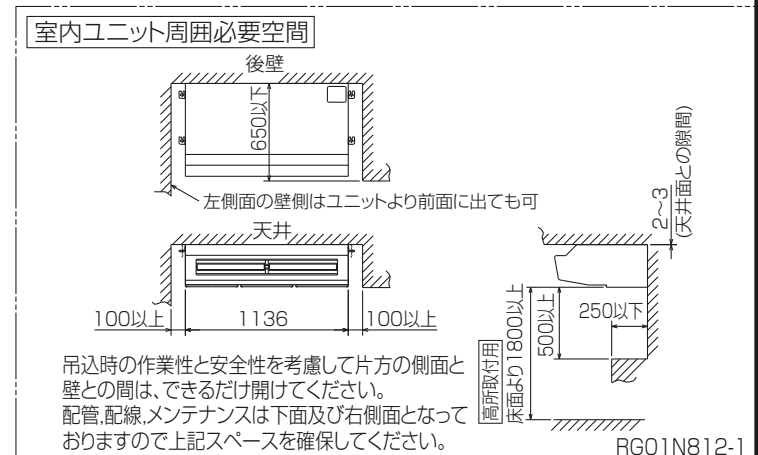 室内ユニット周囲必要空間
後壁
650以下
左側面の壁側はユニットより前面に出ても可
2~3
(天井面との隙間)
天井
100以上
1136
100以上
250以下
500以上
高所取付用
床面より1800以上
吊込時の作業性と安全性を考慮して片方の側面と
壁との間は、できるだけ開けてください。
配管,配線,メンテナンスは下面及び右側面となって
おりますので上記スペースを確保してください。
RG01N812-1